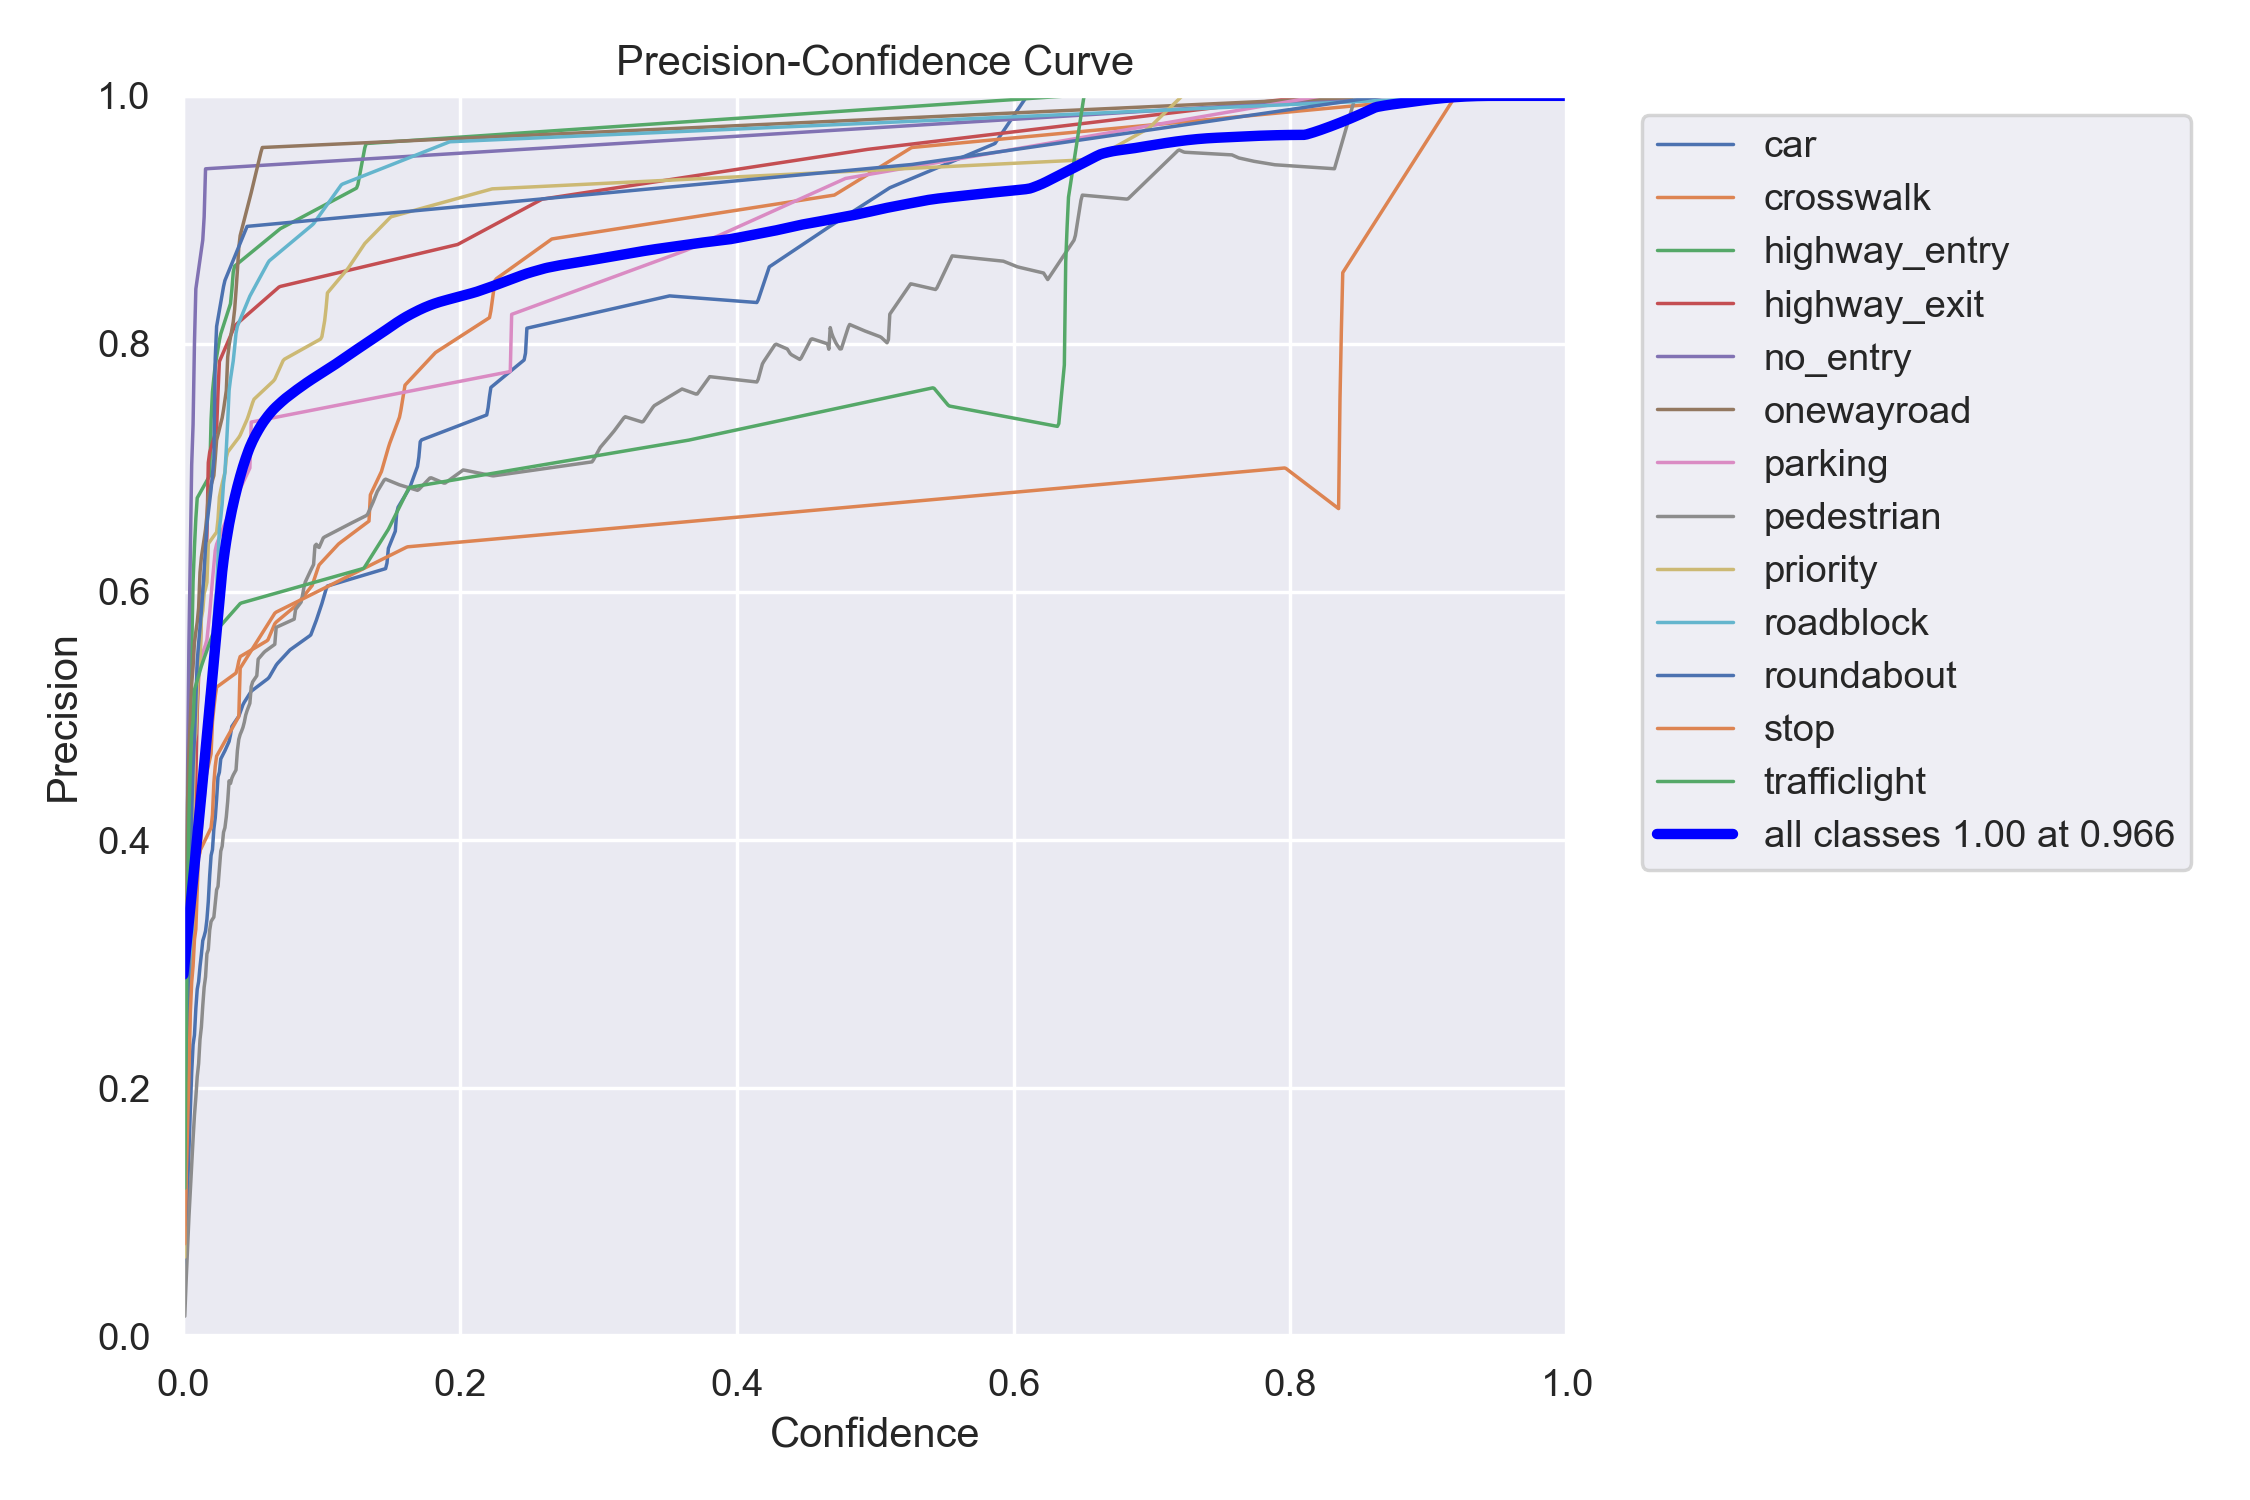 Precision-Confidence Curve
1.0
0.8
0.6
0.4
0.2
0.0
Precision
0.0 0.2 0.4 0.6 0.8 1.0
Confidence
car
crosswalk
highway_entry
highway_exit
no_entry
onewayroad
parking
pedestrian
priority
roadblock
roundabout
stop
trafficlight
all classes 1.00 at 0.966